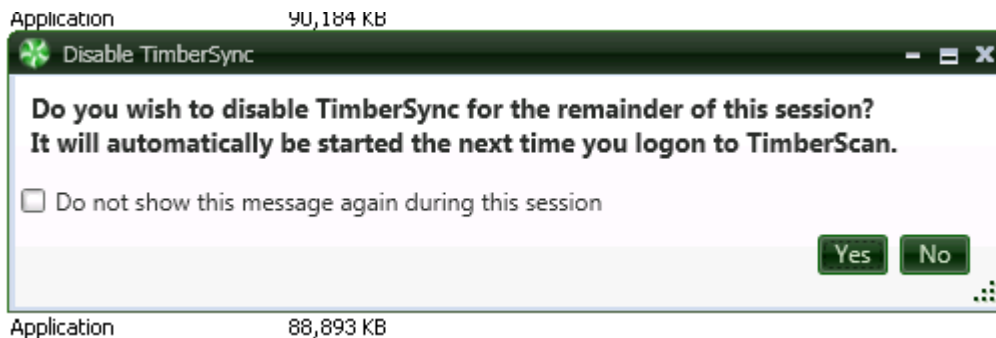 Application 90,184 KB
Disable TimberSync
Do you wish to disable TimberSync for the remainder of this session?
It will automatically be started the next time you logon to TimberScan.
Do not show this message again during this session
Yes No
Application 88,893 KB